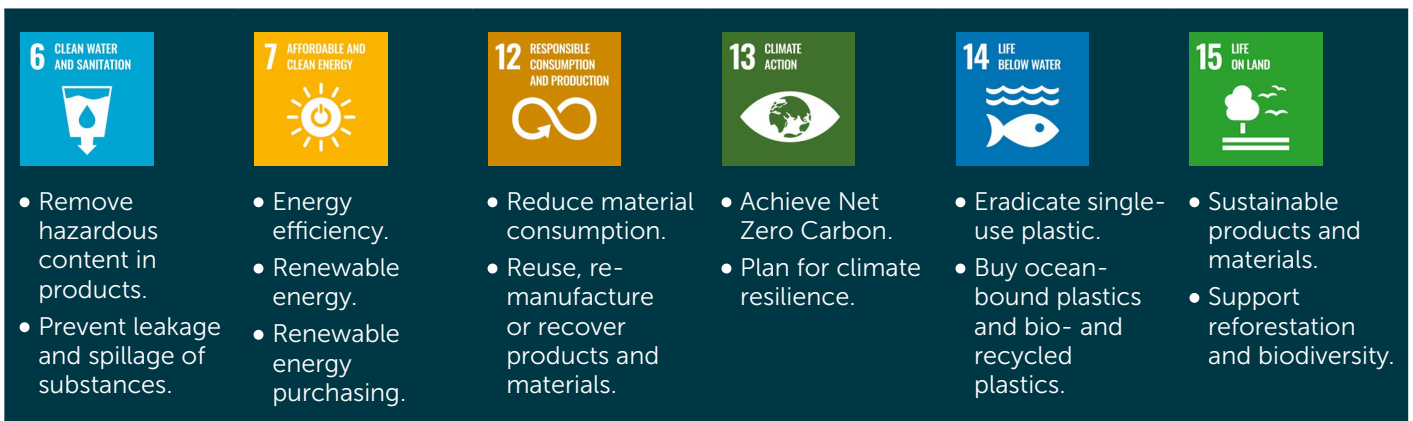 6 CLEAN WATER
AND SANITATION
• Remove
hazardous
content in
products.
• Prevent leakage
and spillage of
substances.
7 AFFORDABLE AND
CLEAN ENERGY
• Energy
efficiency.
• Renewable
energy.
• Renewable
energy
purchasing.
12 RESPONSIBLE
CONSUMPTION
AND PRODUCTION
• Reduce material
consumption.
• Reuse, re-
manufacture
or recover
products and
materials.
13 CLIMATE
ACTION
• Achieve Net
Zero Carbon.
• Plan for climate
resilience.
14 LIFE
BELOW WATER
• Eradicate single-
use plastic.
• Buy ocean-
bound plastics
and bio- and
recycled
plastics.
15 LIFE
ON LAND
• Sustainable
products and
materials.
• Support
reforestation
and biodiversity.